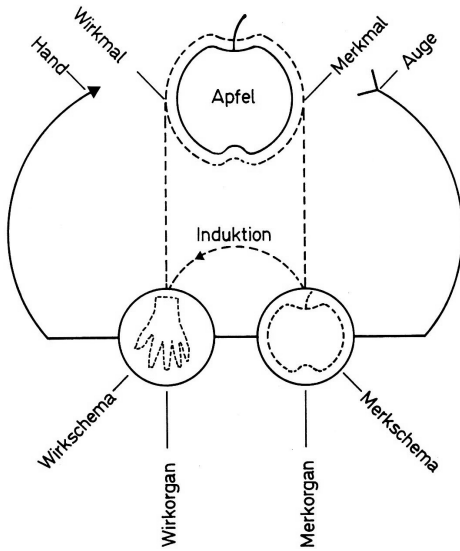 Wirkmal
Hand
Apfel
Merkmal
Auge
Induktion
Wirkschema
Wirkorgan
Merkorgan
Merkschema